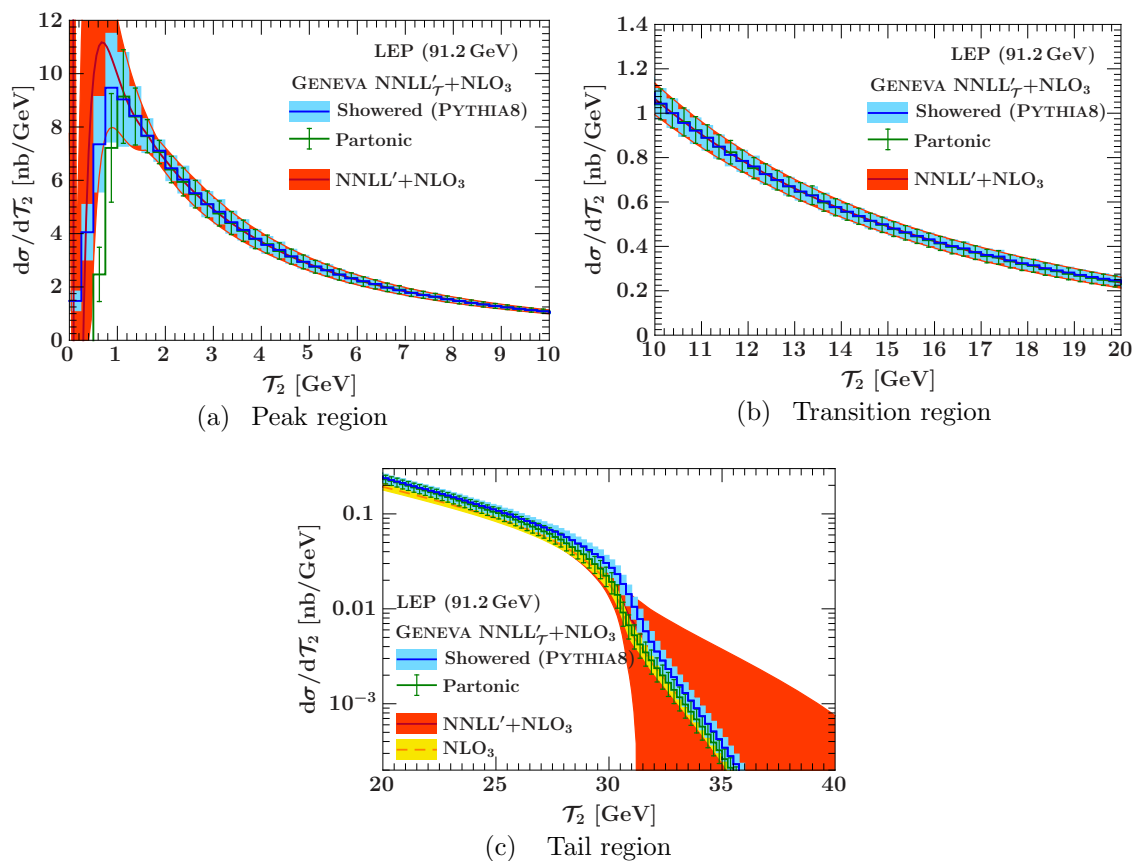 12
10
8
6
4
2
0
dσ/dT₂ [nb/GeV]
LEP (91.2 GeV)
GENEVA NNLL′_T+NLO₃
Showered (PYTHIA8)
Partonic
NNLL′+NLO₃
0 1 2 3 4 5 6 7 8 9 10
T₂ [GeV]
(a) Peak region
1.4
1.2
1
0.8
0.6
0.4
0.2
0
dσ/dT₂ [nb/GeV]
LEP (91.2 GeV)
GENEVA NNLL′_T+NLO₃
Showered (PYTHIA8)
Partonic
NNLL′+NLO₃
10 11 12 13 14 15 16 17 18 19 20
T₂ [GeV]
(b) Transition region
0.1
0.01
10⁻³
dσ/dT₂ [nb/GeV]
LEP (91.2 GeV)
GENEVA NNLL′_T+NLO₃
Showered (PYTHIA8)
Partonic
NNLL′+NLO₃
NLO₃
20 25 30 35 40
T₂ [GeV]
(c) Tail region